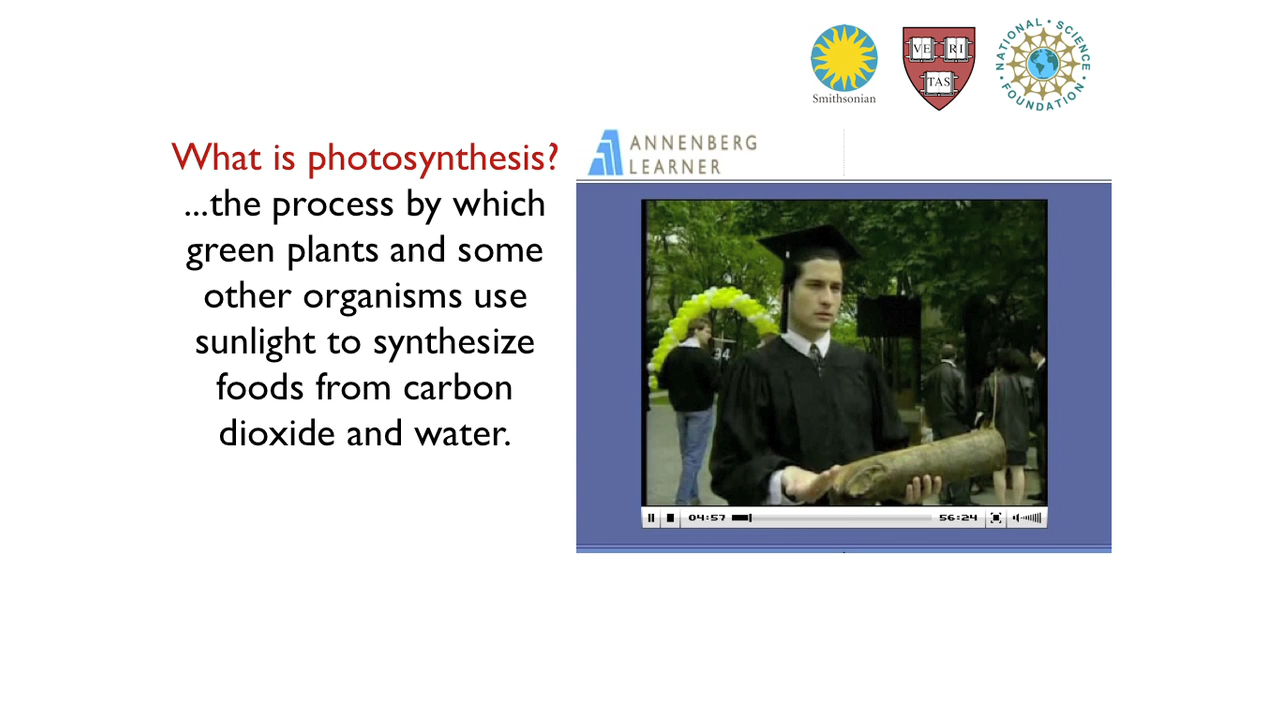 Smithsonian
VE RI
TAS
NATIONAL SCIENCE FOUNDATION
ANNENBERG
LEARNER
What is photosynthesis?
...the process by which
green plants and some
other organisms use
sunlight to synthesize
foods from carbon
dioxide and water.
34
04:57
56:24